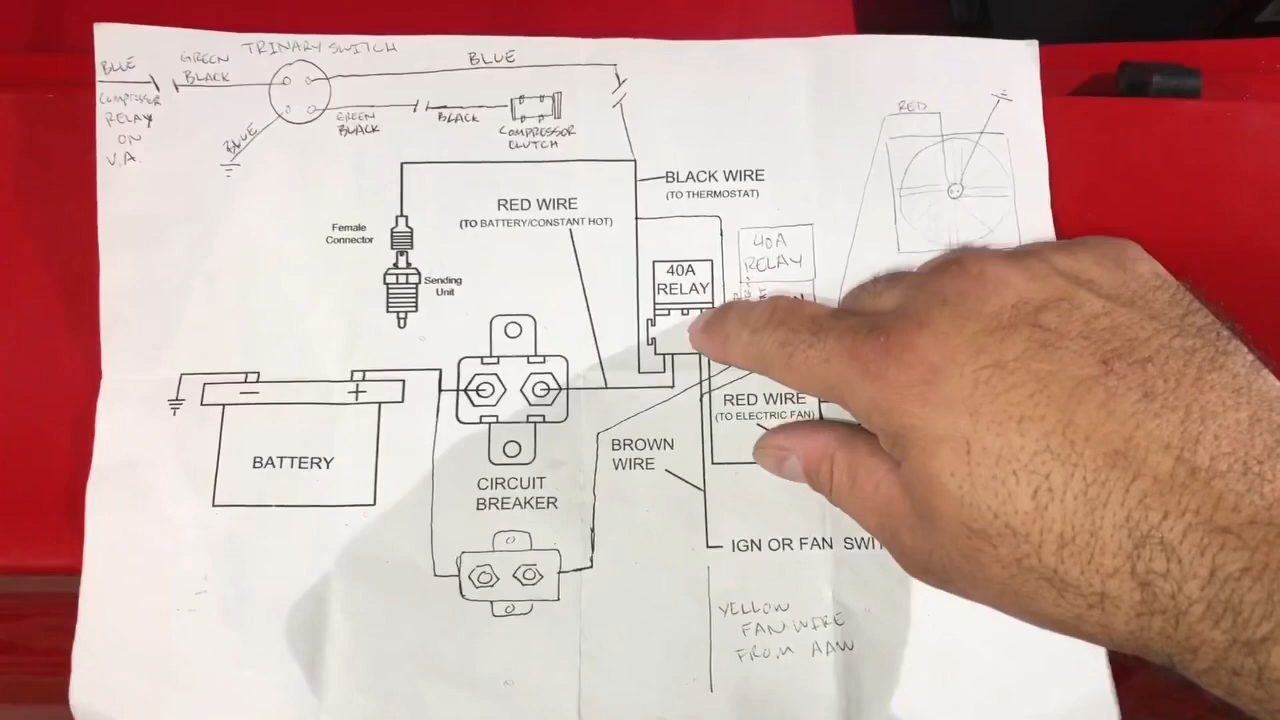 TRINARY SWITCH
BLUE
GREEN
BLACK
COMPRESSOR
RELAY
ON
V.A.
BLUE
BLUE
GREEN
BLACK
BLACK
COMPRESSOR
CLUTCH
RED
BLACK WIRE
(TO THERMOSTAT)
RED WIRE
(TO BATTERY/CONSTANT HOT)
Female
Connector
Sending
Unit
40A
RELAY
40A
RELAY
BATTERY
CIRCUIT
BREAKER
RED WIRE
(TO ELECTRIC FAN)
BROWN
WIRE
IGN OR FAN
YELLOW
FAN WIRE
FROM AAW